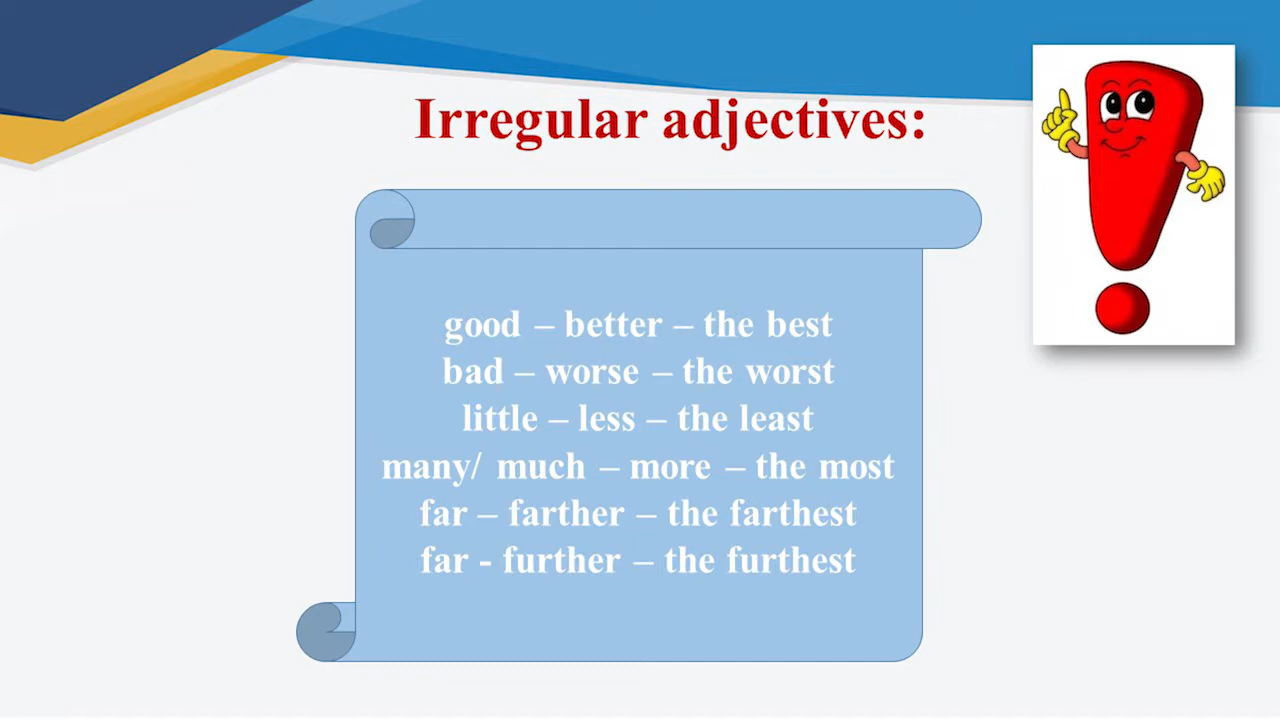 Irregular adjectives:
good – better – the best
bad – worse – the worst
little – less – the least
many/ much – more – the most
far – farther – the farthest
far - further – the furthest